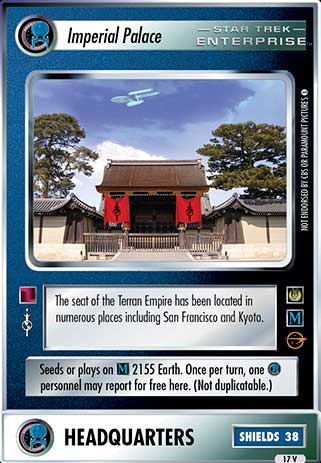 Imperial Palace
STAR TREK
ENTERPRISE
NOT ENDORSED BY CBS OR PARAMOUNT PICTURES
The seat of the Terran Empire has been located in
numerous places including San Francisco and Kyoto.
M
Seeds or plays on M 2155 Earth. Once per turn, one
personnel may report for free here. (Not duplicatable.)
HEADQUARTERS
SHIELDS 38
17 V